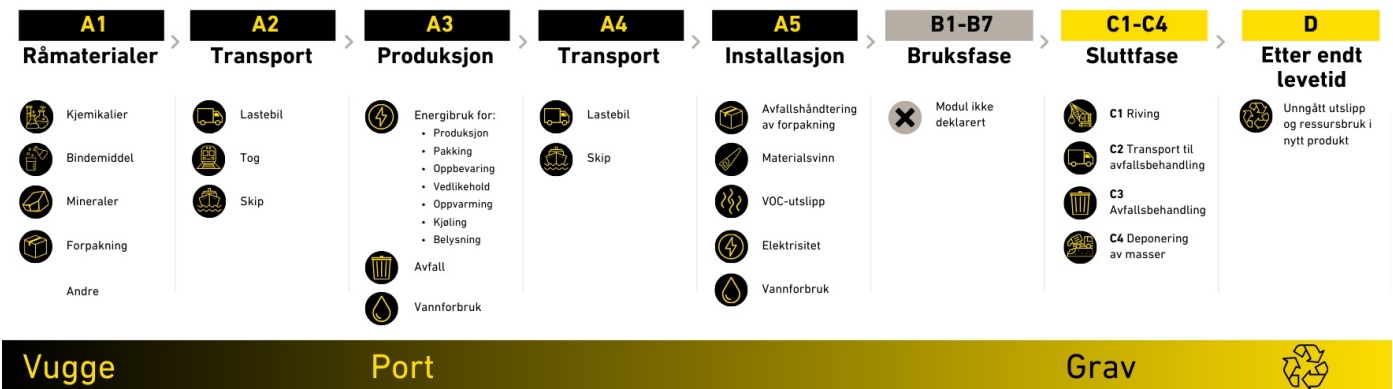 A1
Råmaterialer
Kjemikalier
Bindemiddel
Mineraler
Forpakning
Andre
A2
Transport
Lastebil
Tog
Skip
A3
Produksjon
Energibruk for:
• Produksjon
• Pakking
• Oppbevaring
• Vedlikehold
• Oppvarming
• Kjøling
• Belysning
Avfall
Vannforbruk
A4
Transport
Lastebil
Skip
A5
Installasjon
Avfallshåndtering
av forpakning
Materialsvinn
VOC-utslipp
Elektrisitet
Vannforbruk
B1-B7
Bruksfase
Modul ikke
deklarert
C1-C4
Sluttfase
C1 Riving
C2 Transport til
avfallsbehandling
C3
Avfallsbehandling
C4 Deponering
av masser
D
Etter endt
levetid
Unngått utslipp
og ressursbruk i
nytt produkt
Vugge
Port
Grav